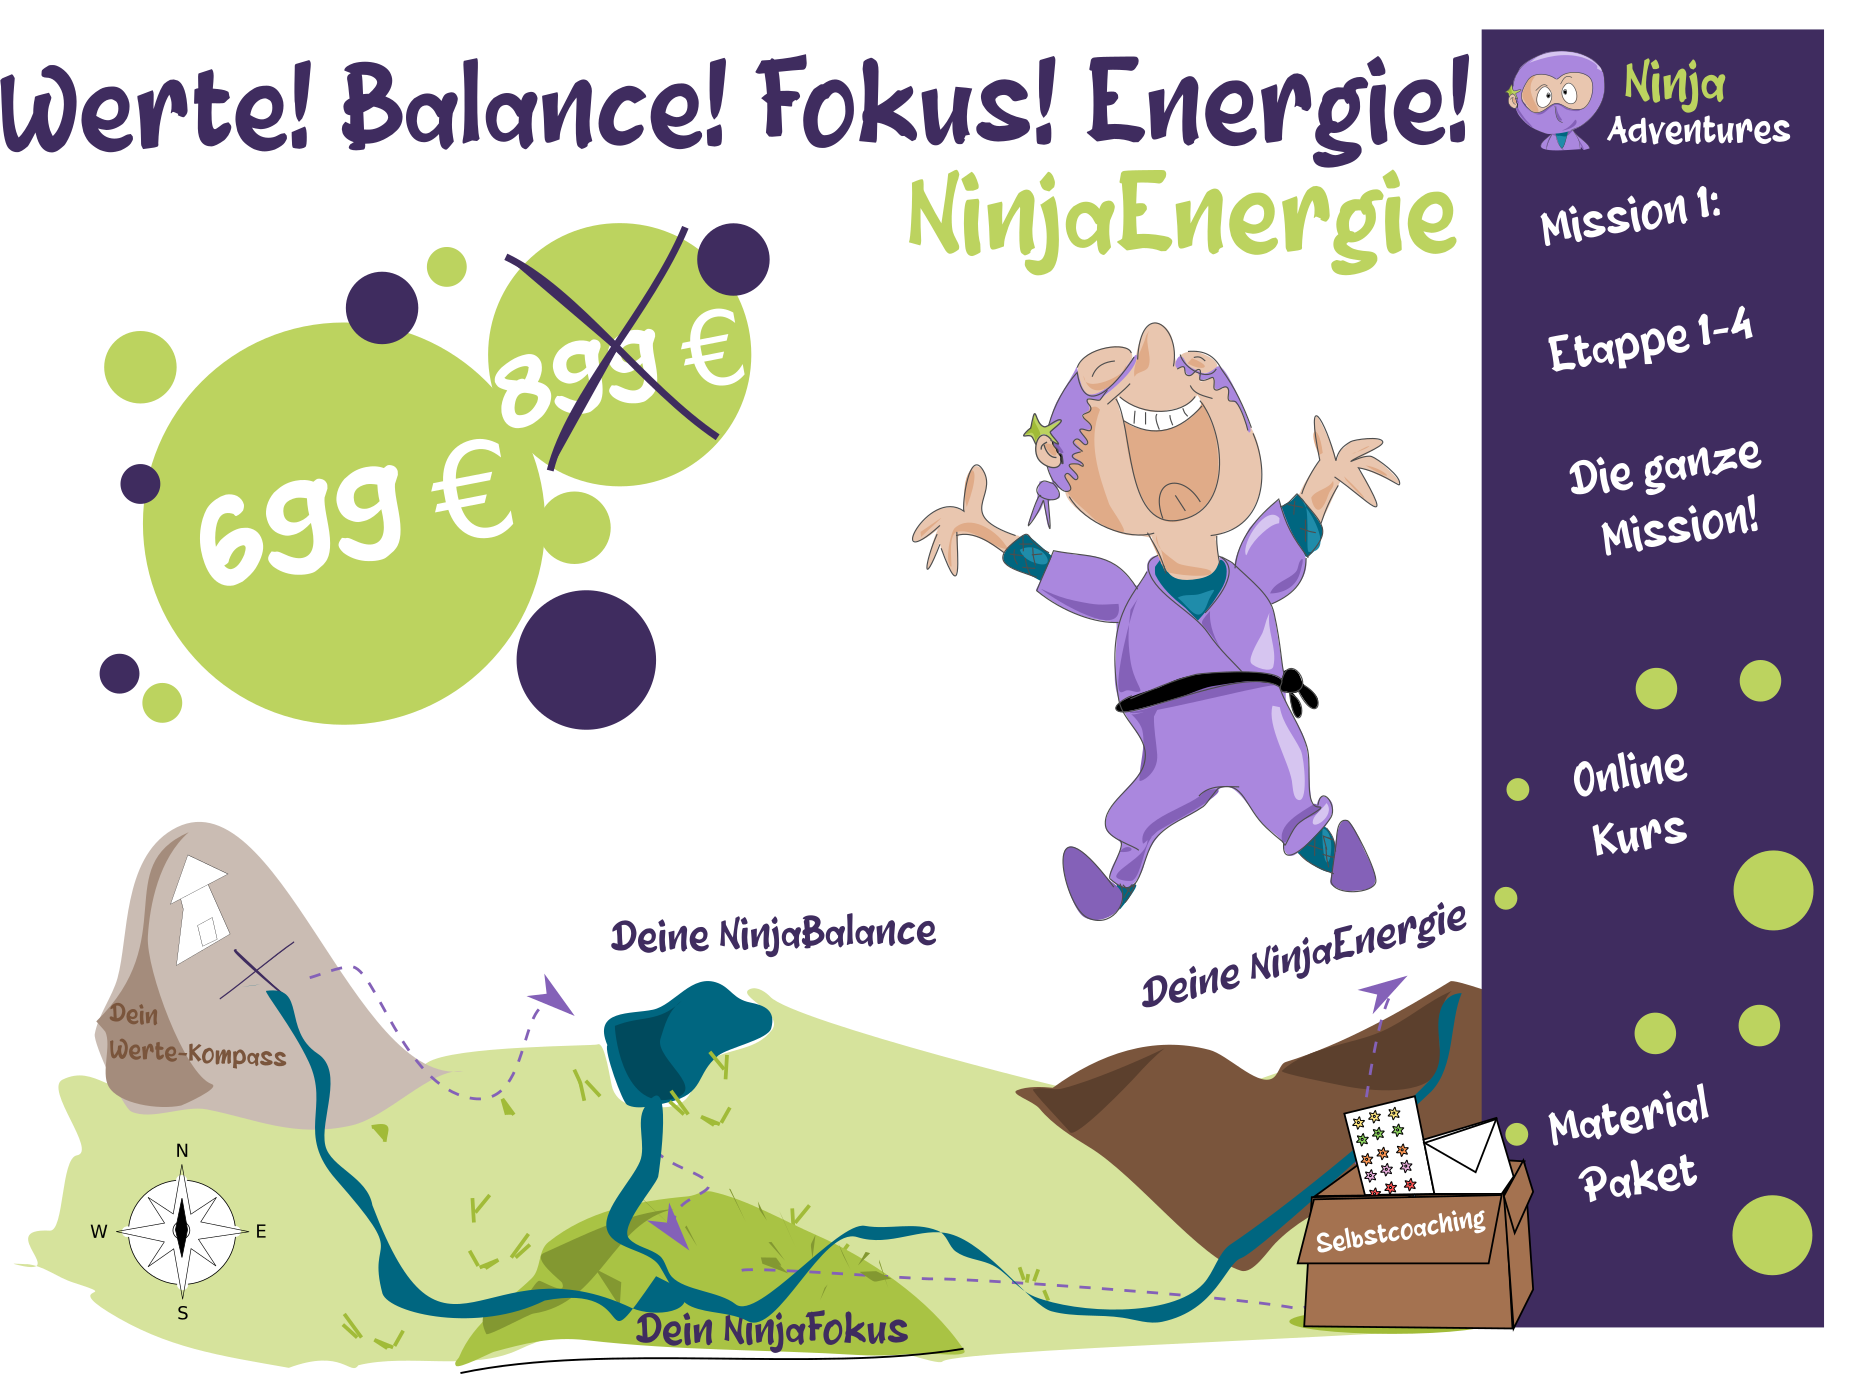 Werte! Balance! Fokus! Energie!
NinjaEnergie
899 €
699 €
Ninja
Adventures
Mission 1:
Etappe 1-4
Die ganze
Mission!
Online
Kurs
Material
Paket
Deine NinjaBalance
Deine NinjaEnergie
Dein
Werte-Kompass
N
W
E
S
Selbstcoaching
Dein NinjaFokus